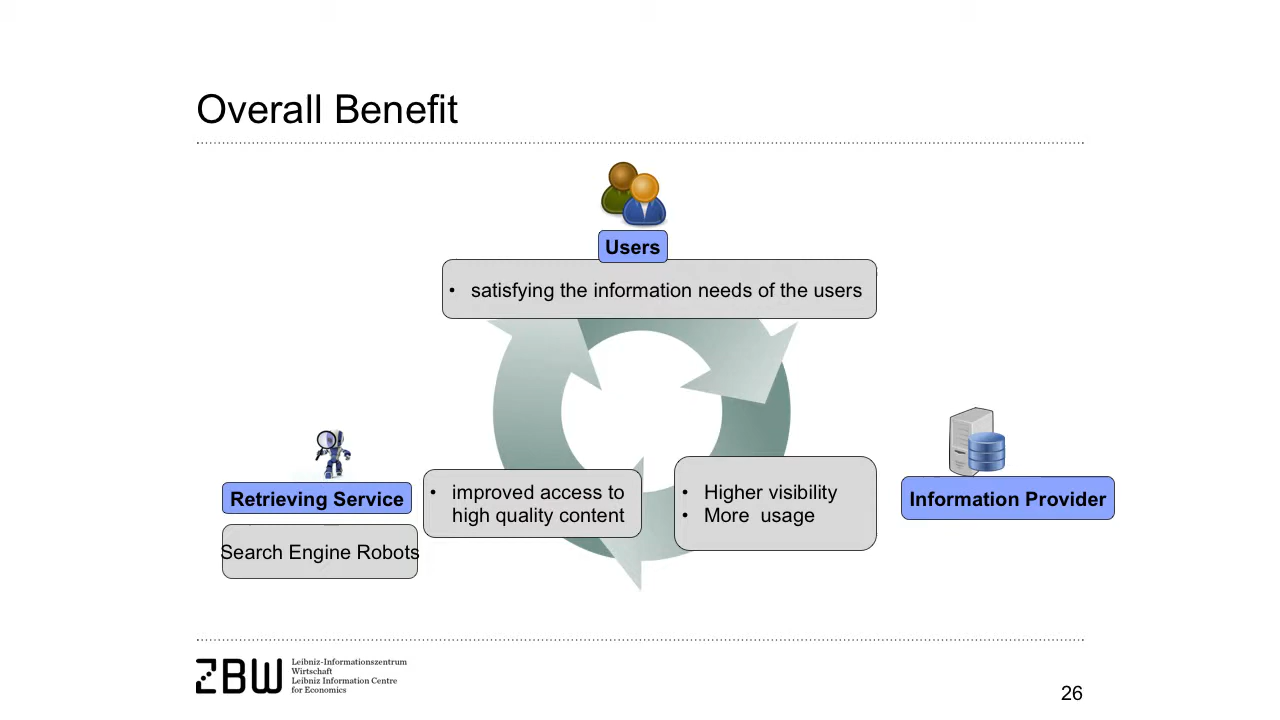 Overall Benefit
Users
• satisfying the information needs of the users
Retrieving Service
Search Engine Robots
• improved access to
high quality content
• Higher visibility
• More usage
Information Provider
ZBW
Leibniz-Informationszentrum
Wirtschaft
Leibniz Information Centre
for Economics
26